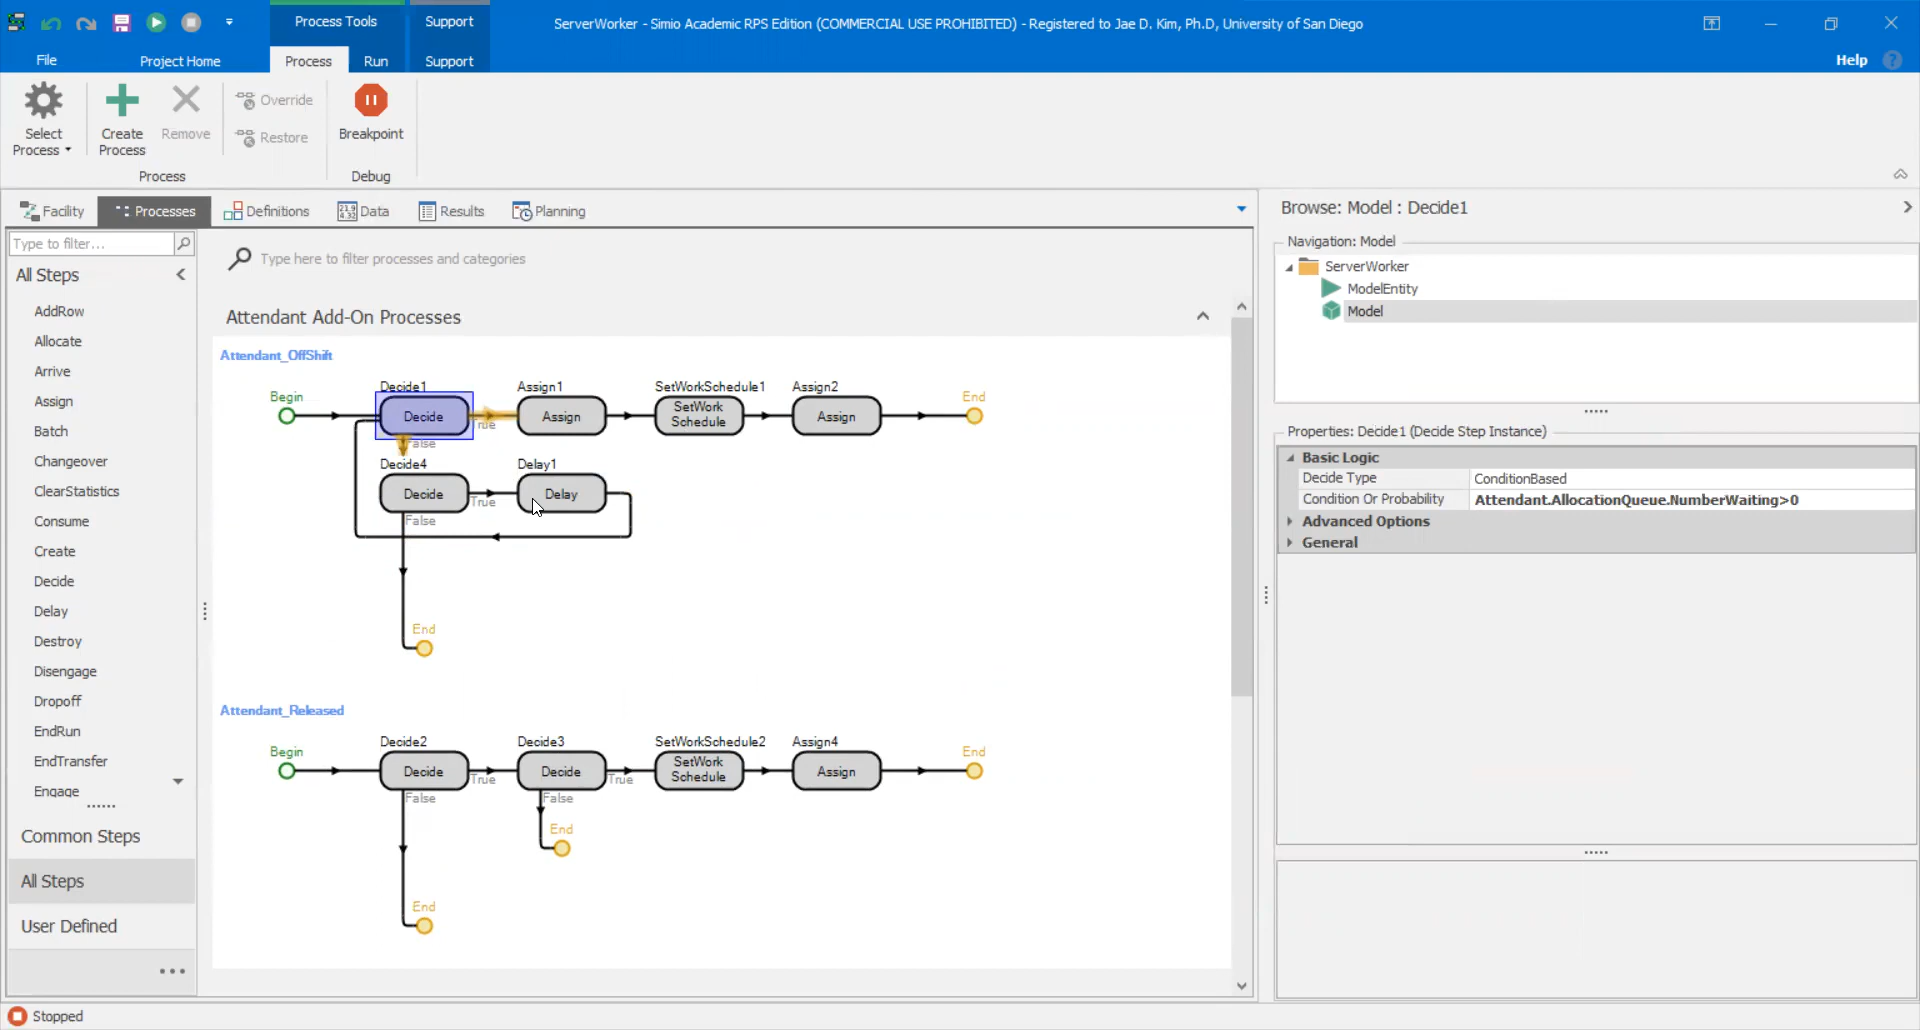 Process Tools
Support
ServerWorker - Simio Academic RPS Edition (COMMERCIAL USE PROHIBITED) - Registered to Jae D. Kim, Ph.D, University of San Diego
File
Project Home
Process
Run
Support
Help
Select Process
Create Process
Remove
Override
Restore
Breakpoint
Process
Debug
Facility
Processes
Definitions
Data
Results
Planning
Type to filter...
All Steps
AddRow
Allocate
Arrive
Assign
Batch
Changeover
ClearStatistics
Consume
Create
Decide
Delay
Destroy
Disengage
Dropoff
EndRun
EndTransfer
Engage
Common Steps
All Steps
User Defined
Type here to filter processes and categories
Attendant Add-On Processes
Attendant_OffShift
Begin
Decide1
Decide
True
False
Assign1
Assign
SetWorkSchedule1
SetWork
Schedule
Assign2
Assign
End
Decide4
Decide
True
False
Delay1
Delay
End
Attendant_Released
Begin
Decide2
Decide
True
False
Decide3
Decide
True
False
SetWorkSchedule2
SetWork
Schedule
Assign4
Assign
End
End
End
Browse: Model : Decide1
Navigation: Model
ServerWorker
ModelEntity
Model
Properties: Decide1 (Decide Step Instance)
Basic Logic
Decide Type
ConditionBased
Condition Or Probability
Attendant.AllocationQueue.NumberWaiting>0
Advanced Options
General
Stopped